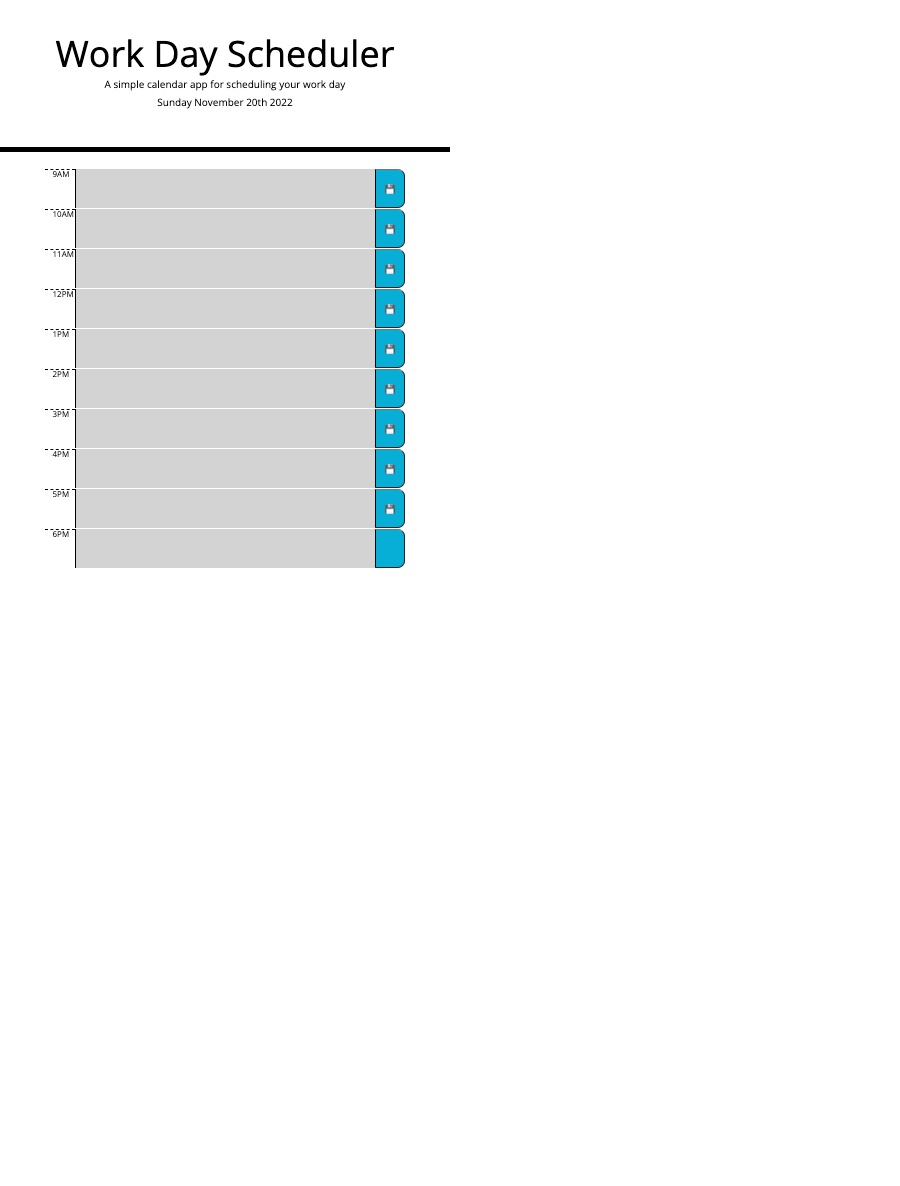 Work Day Scheduler
A simple calendar app for scheduling your work day
Sunday November 20th 2022
9AM
10AM
11AM
12PM
1PM
2PM
3PM
4PM
5PM
6PM